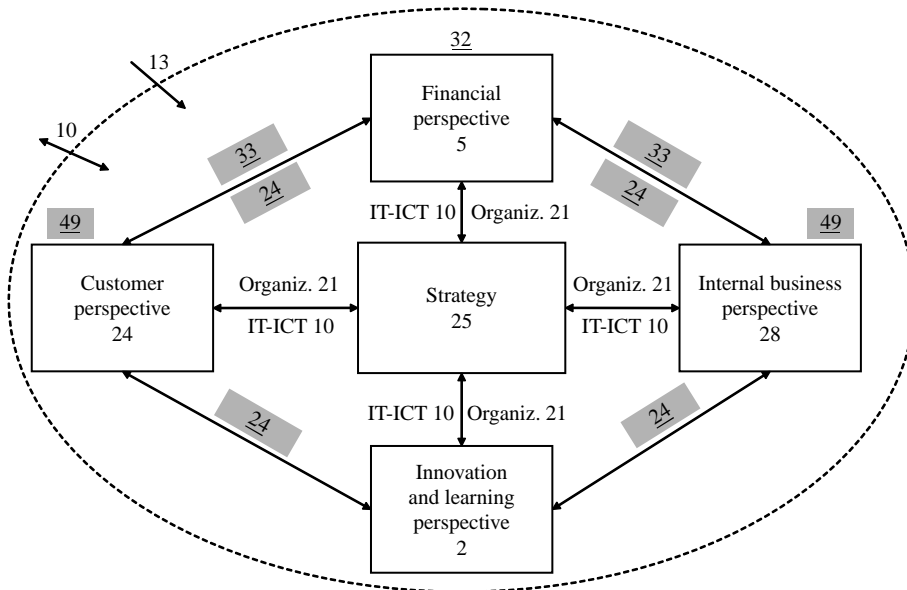 32
13
Financial
perspective
5
10
33
33
24
24
IT-ICT 10 Organiz. 21
49
49
Customer
perspective
24
Organiz. 21
IT-ICT 10
Strategy
25
Organiz. 21
IT-ICT 10
Internal business
perspective
28
24
IT-ICT 10 Organiz. 21
24
Innovation
and learning
perspective
2